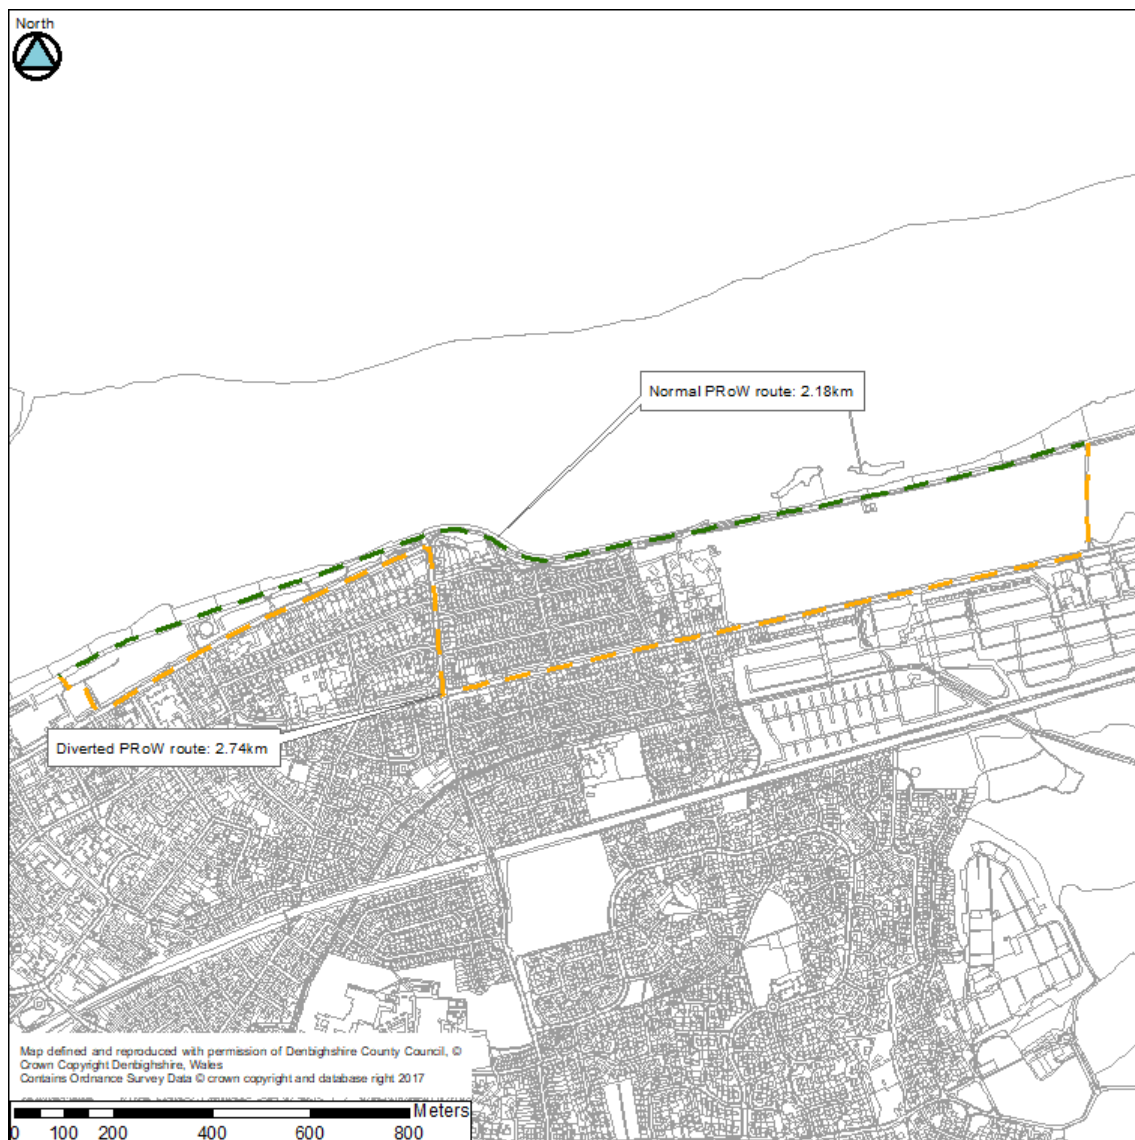 North
Normal PRoW route: 2.18km
Diverted PRoW route: 2.74km
Map defined and reproduced with permission of Denbighshire County Council, ©
Crown Copyright Denbighshire, Wales
Contains Ordnance Survey Data © crown copyright and database right 2017
Meters
0 100 200 400 600 800